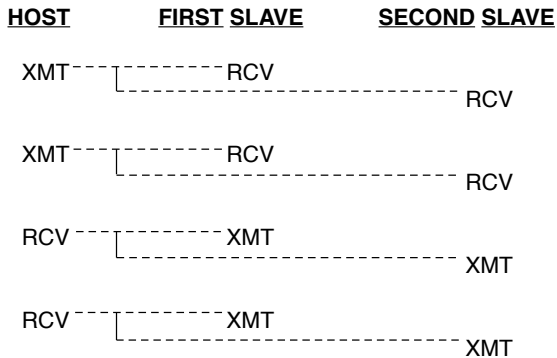 HOST FIRST SLAVE SECOND SLAVE
XMT RCV
RCV
XMT RCV
RCV
RCV XMT
XMT
RCV XMT
XMT